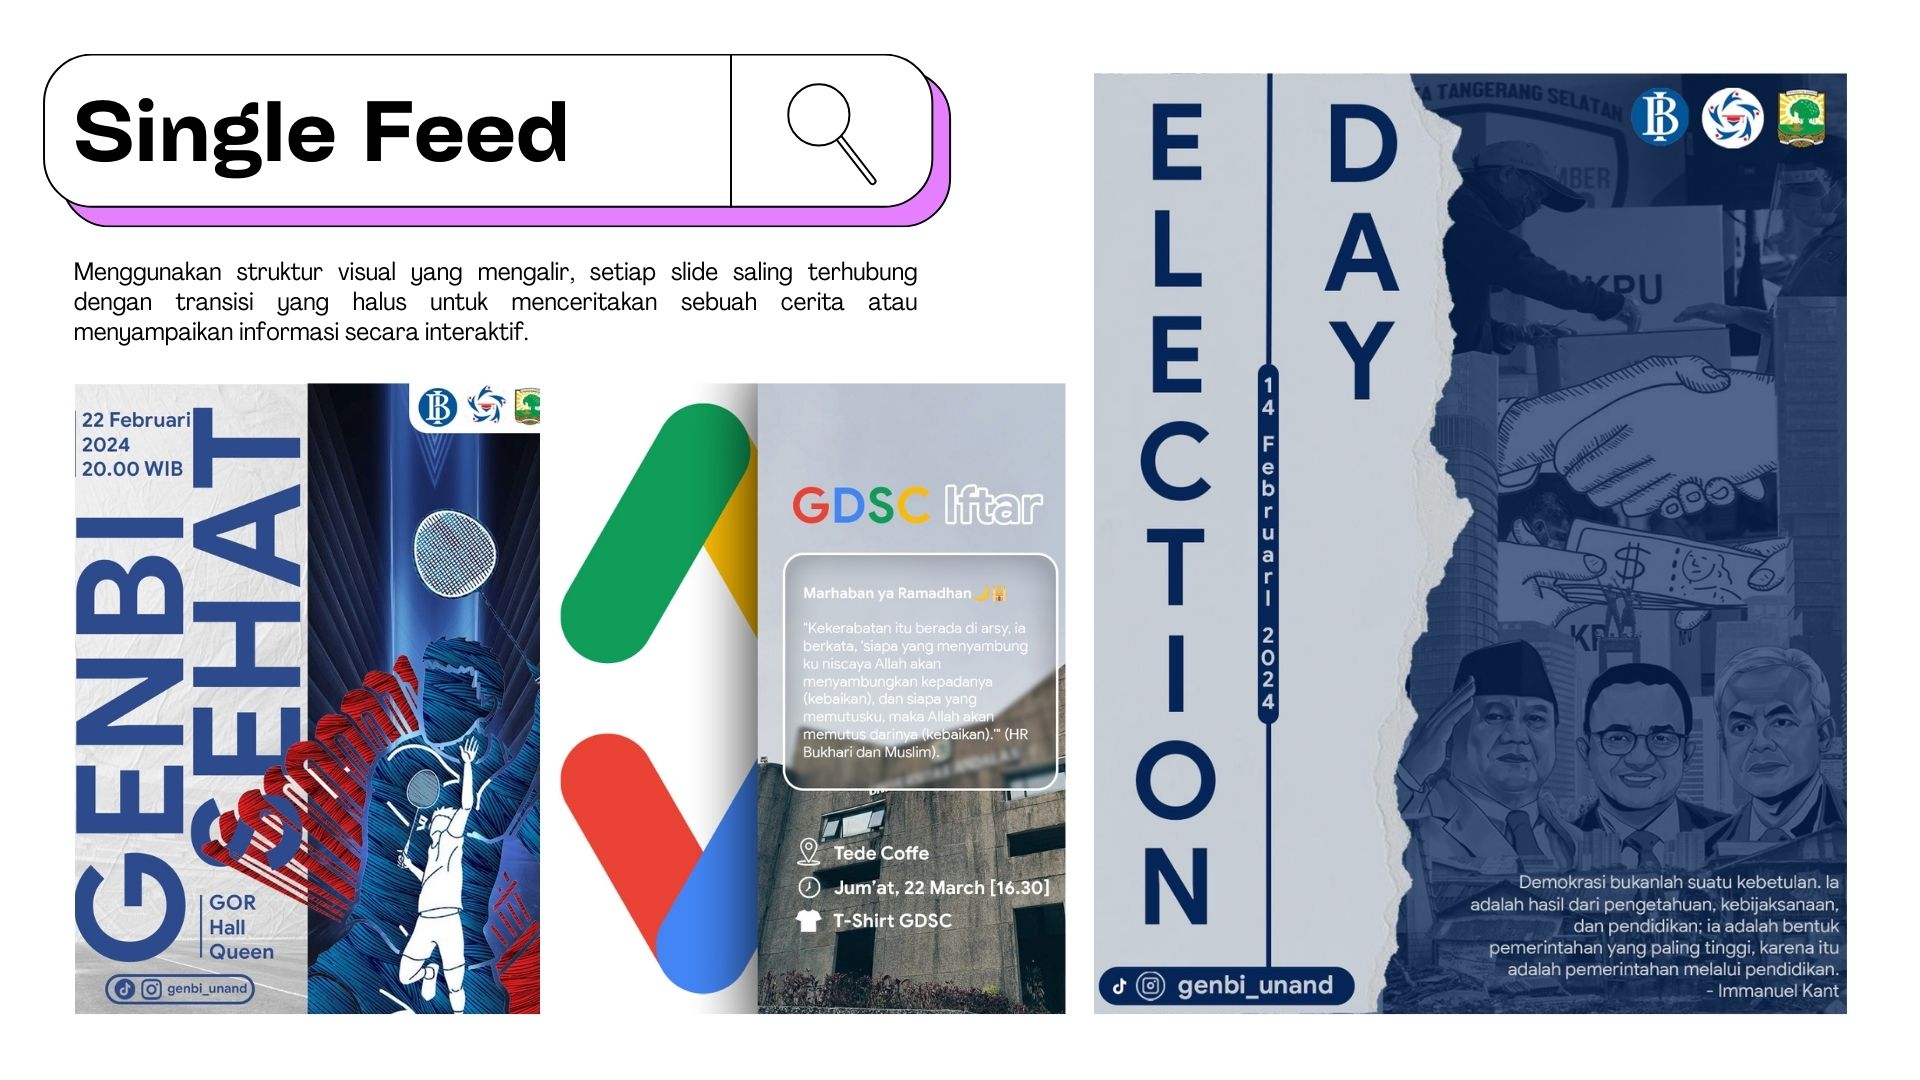 Single Feed
Menggunakan struktur visual yang mengalir, setiap slide saling terhubung
dengan transisi yang halus untuk menceritakan sebuah cerita atau
menyampaikan informasi secara interaktif.
22 Februari
2024
20.00 WIB
GENBI
SEHAT
GOR
Hall
Queen
genbi_unand
GDSC Iftar
Marhaban ya Ramadhan🌙🕌
"Kekerabatan itu berada di arsy, ia
berkata, 'siapa yang menyambung
ku niscaya Allah akan
menyambungkan kepadanya
(kebaikan), dan siapa yang
memutusku, maka Allah akan
memutus darinya (kebaikan).'" (HR
Bukhari dan Muslim).
Tede Coffe
Jum'at, 22 March [16.30]
T-Shirt GDSC
ELECTION
DAY
14 FebruarI 2024
TANGERANG SELATAN
KPU
Demokrasi bukanlah suatu kebetulan. Ia
adalah hasil dari pengetahuan, kebijaksanaan,
dan pendidikan; ia adalah bentuk
pemerintahan yang paling tinggi, karena itu
adalah pemerintahan melalui pendidikan.
- Immanuel Kant
genbi_unand